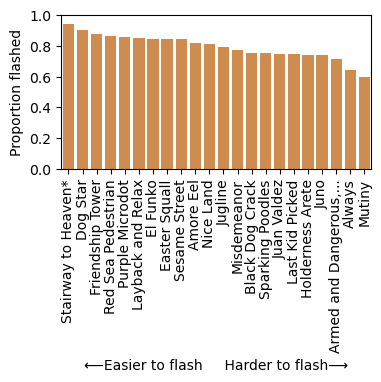 1.0
0.8
0.6
0.4
0.2
0.0
Proportion flashed
Stairway to Heaven*
Dog Star
Friendship Tower
Red Sea Pedestrian
Purple Microdot
Layback and Relax
El Funko
Easter Squall
Sesame Street
Amore Eel
Nice Land
Jugline
Misdemeanor
Black Dog Crack
Sparking Poodles
Juan Valdez
Last Kid Picked
Holderness Arete
Juno
Armed and Dangerous,...
Always
Mutiny
⟵Easier to flash Harder to flash⟶